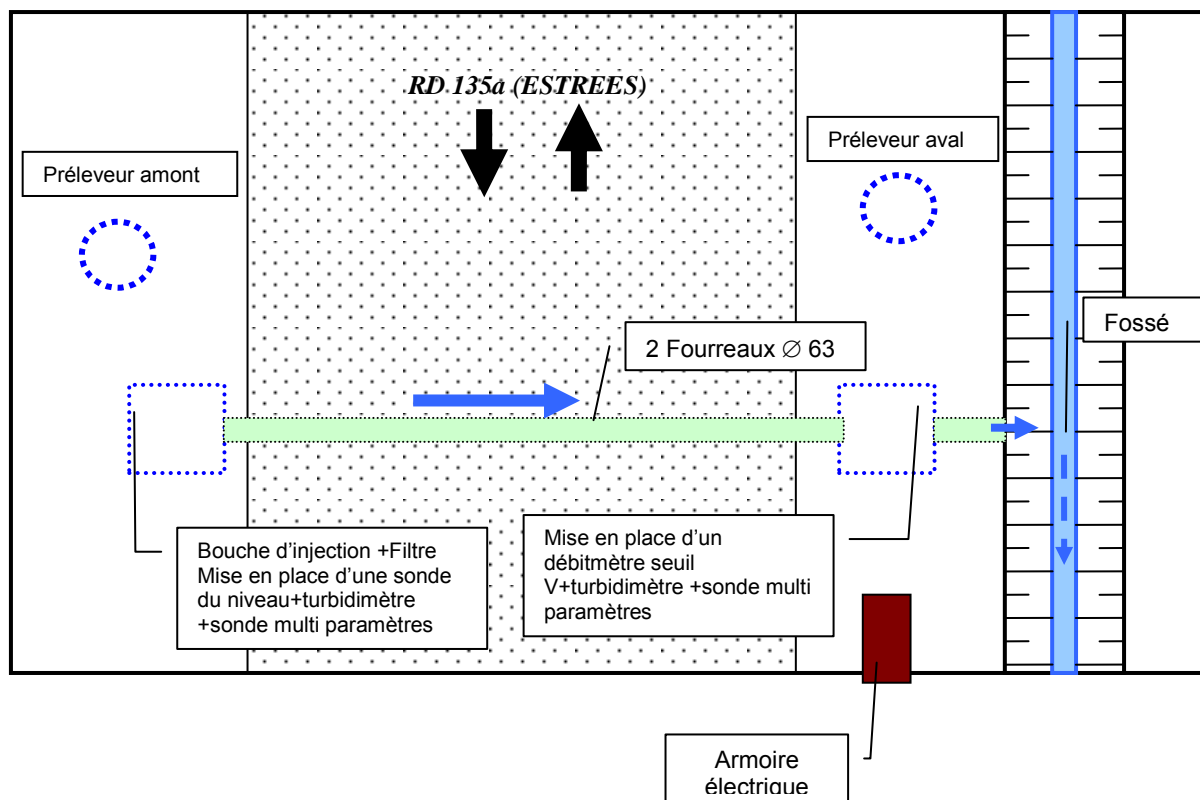 RD 135a (ESTREES)
Préleveur amont
Préleveur aval
2 Fourreaux ∅ 63
Fossé
Bouche d’injection +Filtre
Mise en place d’une sonde
du niveau+turbidimètre
+sonde multi paramètres
Mise en place d’un
débitmètre seuil
V+turbidimètre +sonde multi
paramètres
Armoire
électrique